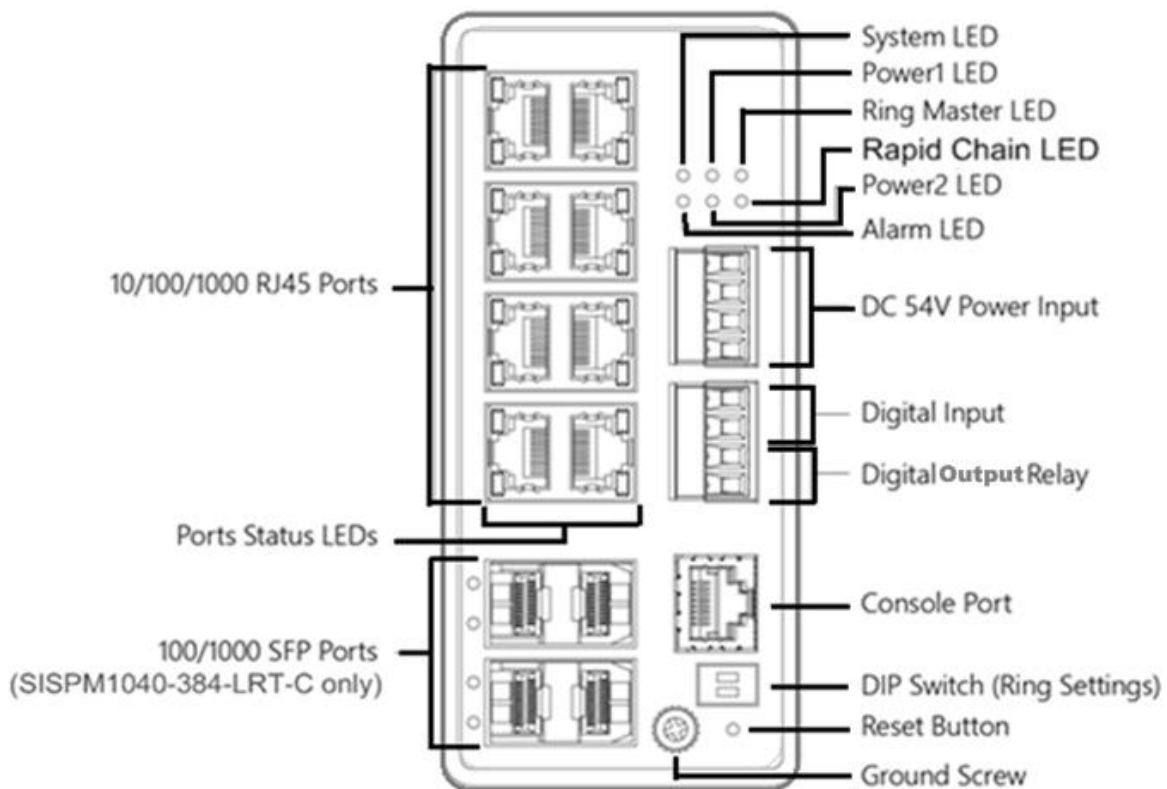 System LED
Power1 LED
Ring Master LED
Rapid Chain LED
Power2 LED
Alarm LED
10/100/1000 RJ45 Ports
DC 54V Power Input
Digital Input
Digital Output Relay
Ports Status LEDs
Console Port
100/1000 SFP Ports
(SISPM1040-384-LRT-C only)
DIP Switch (Ring Settings)
Reset Button
Ground Screw